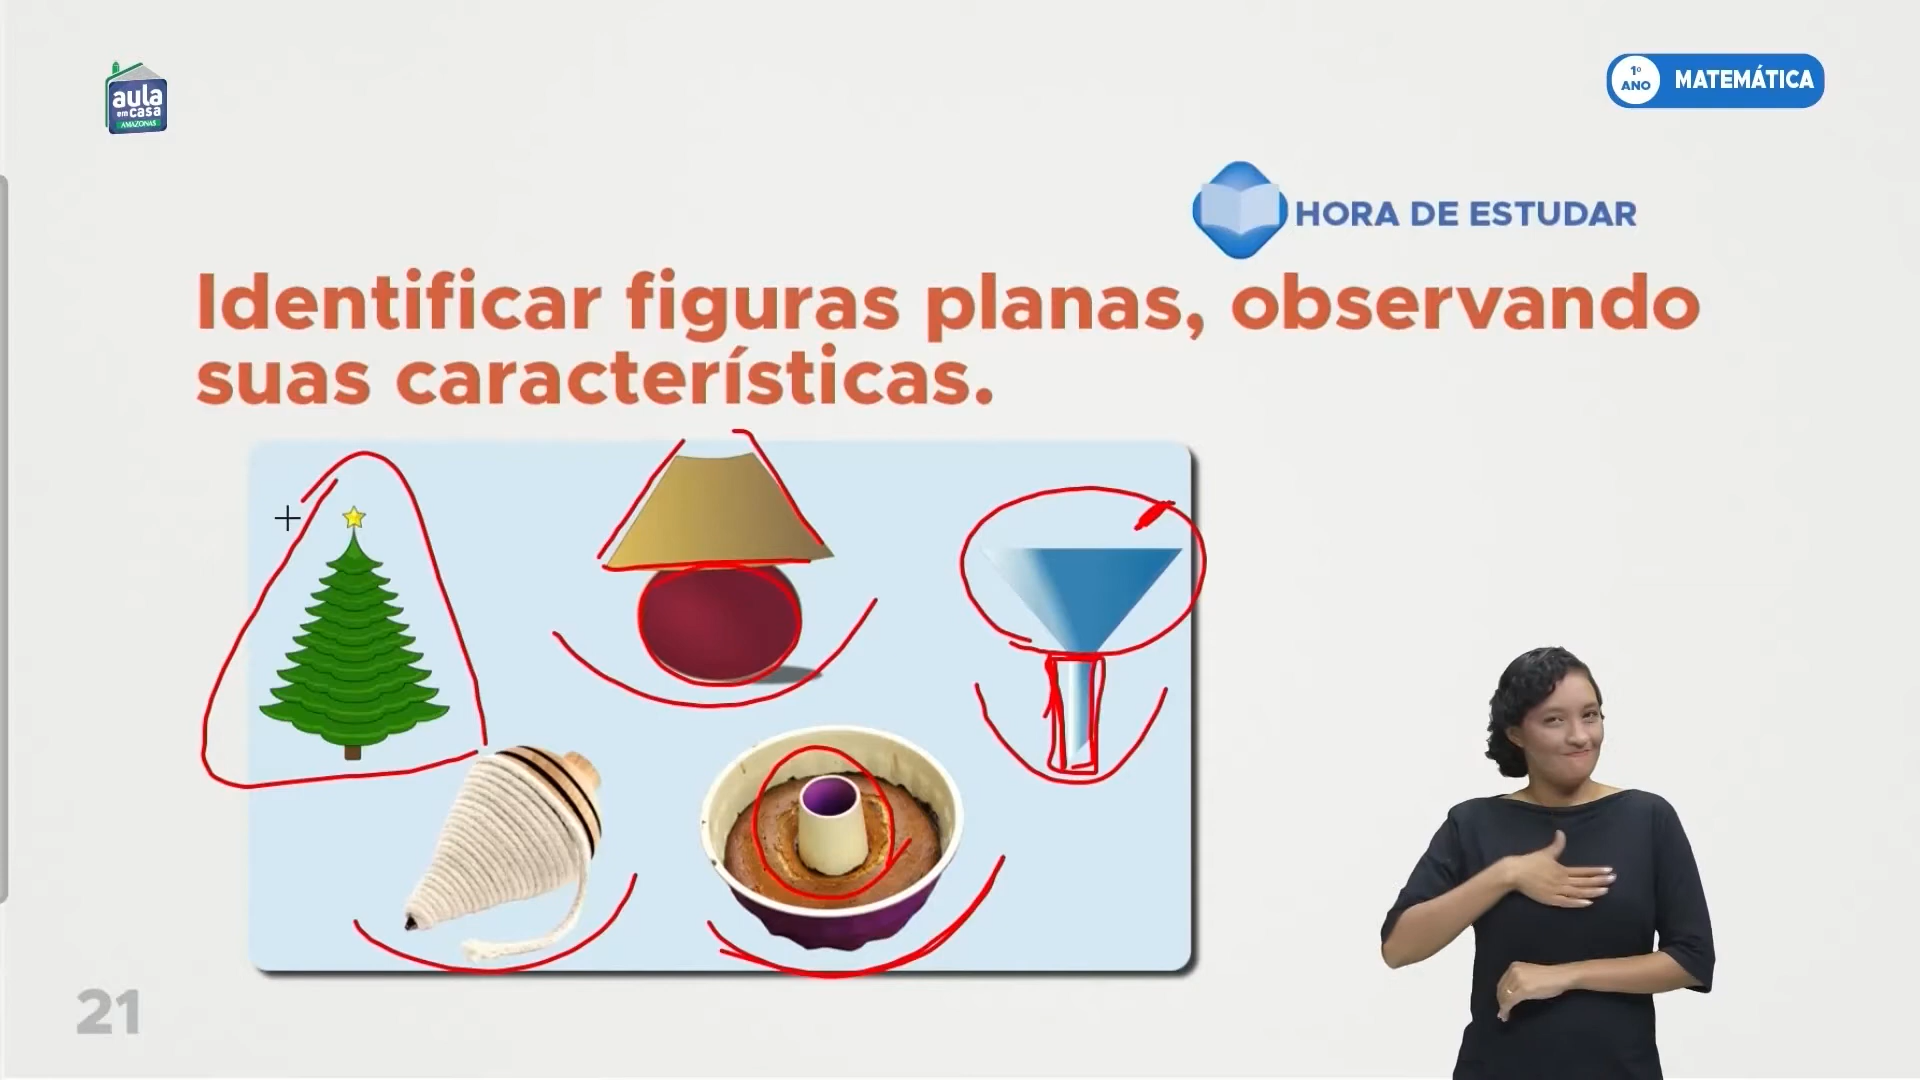 aula
em casa
AMAZONAS
1º
ANO
MATEMÁTICA
HORA DE ESTUDAR
Identificar figuras planas, observando
suas características.
21